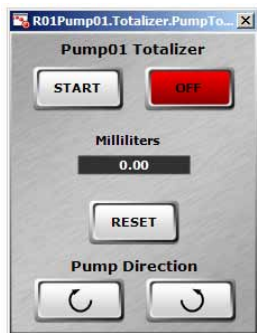 R01Pump01.Totalizer.PumpTo...
Pump01 Totalizer
START OFF
Milliliters
0.00
RESET
Pump Direction